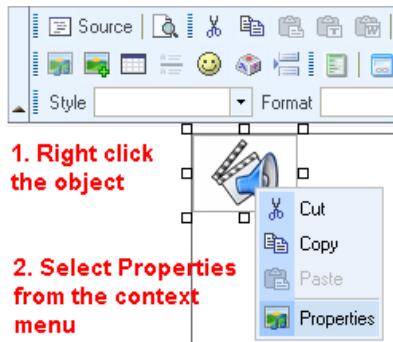 Source
Style Format
1. Right click
the object
Cut
Copy
2. Select Properties
from the context
menu
Paste
Properties